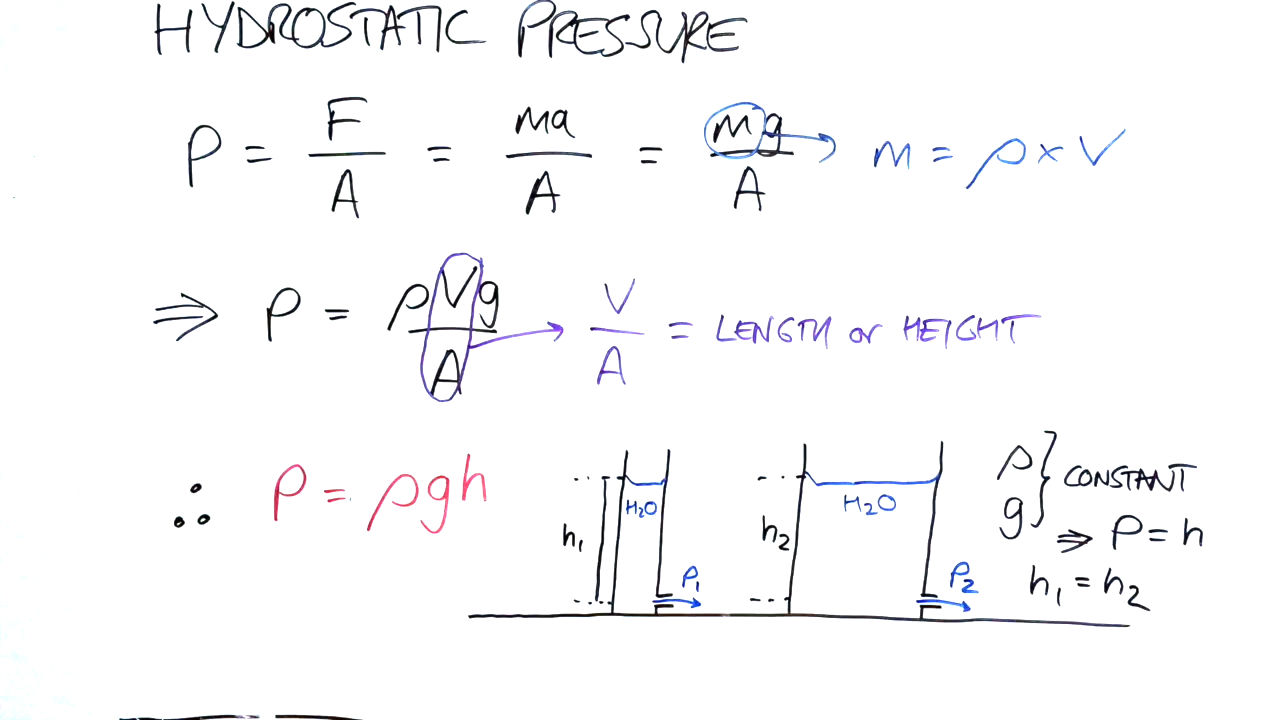 HYDROSTATIC PRESSURE
P = F/A = ma/A = mg/A → m = ρ × V
⇒ P = ρVg/A → V/A = LENGTH or HEIGHT
∴ P = ρgh
h₁ H₂O P₁
h₂ H₂O P₂
ρ g } CONSTANT
⇒ P = h
h₁ = h₂